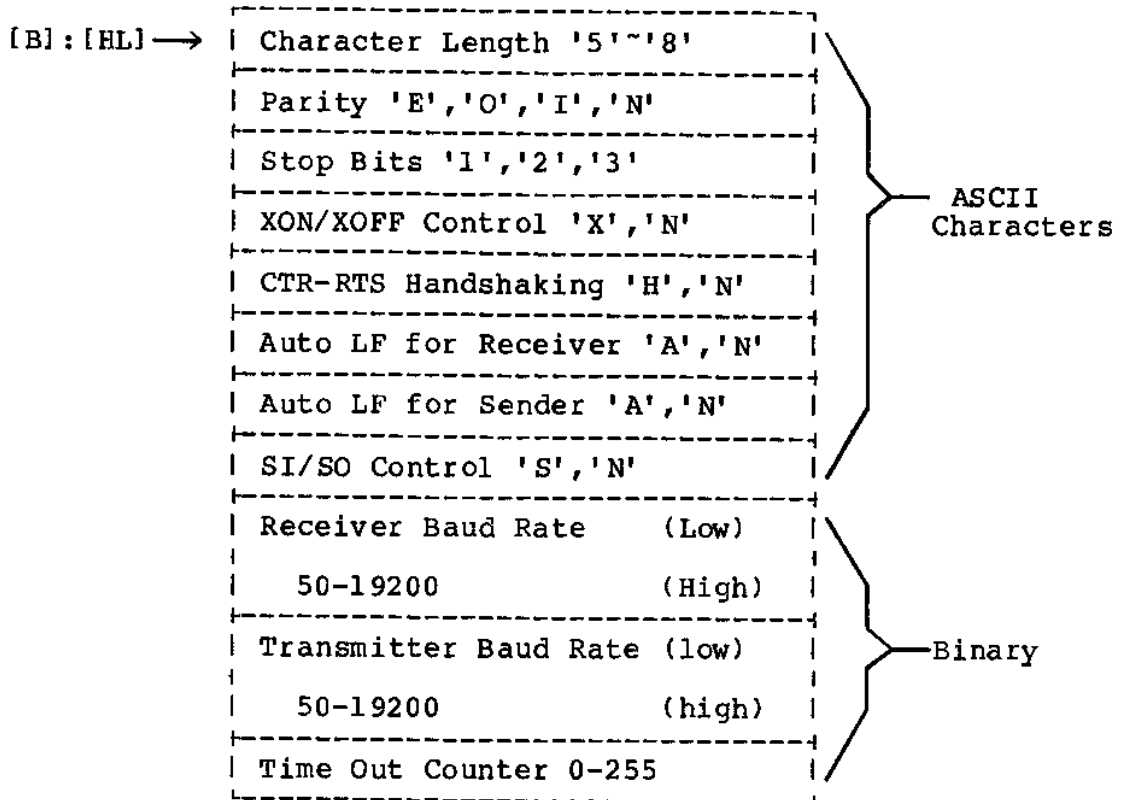 [B]:[HL]→ Character Length '5'~'8'
Parity 'E','O','I','N'
Stop Bits '1','2','3'
XON/XOFF Control 'X','N'
ASCII
Characters
CTR-RTS Handshaking 'H','N'
Auto LF for Receiver 'A','N'
Auto LF for Sender 'A','N'
SI/SO Control 'S','N'
Receiver Baud Rate (Low)
50-19200 (High)
Transmitter Baud Rate (low)
Binary
50-19200 (high)
Time Out Counter 0-255